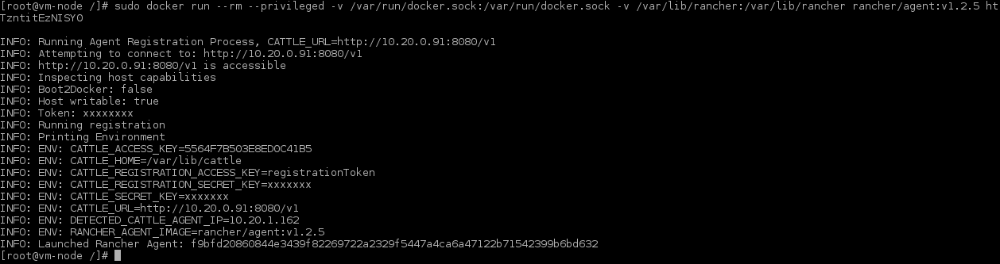 [root@vm-node /]# sudo docker run --rm --privileged -v /var/run/docker.sock:/var/run/docker.sock -v /var/lib/rancher:/var/lib/rancher rancher/agent:v1.2.5 ht
TzntitEzNISYO
INFO: Running Agent Registration Process, CATTLE_URL=http://10.20.0.91:8080/v1
INFO: Attempting to connect to: http://10.20.0.91:8080/v1
INFO: http://10.20.0.91:8080/v1 is accessible
INFO: Inspecting host capabilities
INFO: Boot2Docker: false
INFO: Host writable: true
INFO: Token: xxxxxxxx
INFO: Running registration
INFO: Printing Environment
INFO: ENV: CATTLE_ACCESS_KEY=5564F7B503E8ED0C41B5
INFO: ENV: CATTLE_HOME=/var/lib/cattle
INFO: ENV: CATTLE_REGISTRATION_ACCESS_KEY=registrationToken
INFO: ENV: CATTLE_REGISTRATION_SECRET_KEY=xxxxxxx
INFO: ENV: CATTLE_SECRET_KEY=xxxxxxx
INFO: ENV: CATTLE_URL=http://10.20.0.91:8080/v1
INFO: ENV: DETECTED_CATTLE_AGENT_IP=10.20.1.162
INFO: ENV: RANCHER_AGENT_IMAGE=rancher/agent:v1.2.5
INFO: Launched Rancher Agent: f9bfd20860844e3439f82269722a2329f5447a4ca6a47122b71542399b6bd632
[root@vm-node /]#